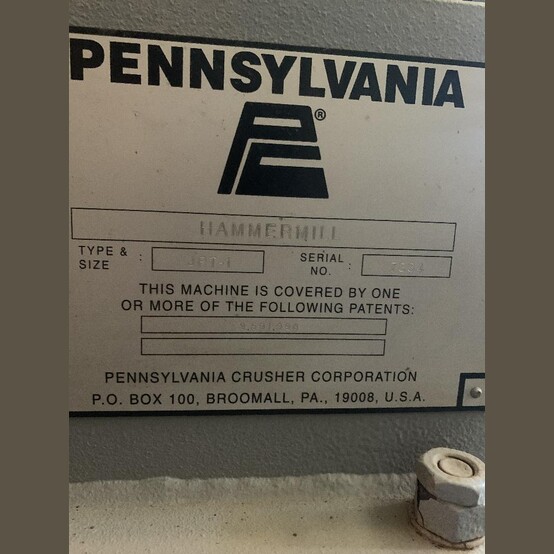 PENNSYLVANIA
PC®
HAMMERMILL
TYPE &
SIZE :
SERIAL
NO. :
THIS MACHINE IS COVERED BY ONE
OR MORE OF THE FOLLOWING PATENTS:
PENNSYLVANIA CRUSHER CORPORATION
P.O. BOX 100, BROOMALL, PA., 19008, U.S.A.